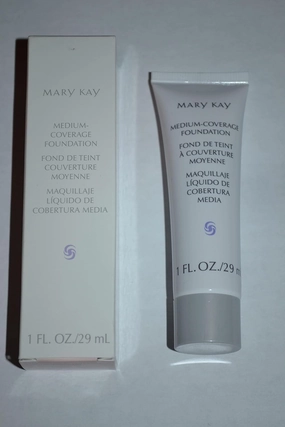 MARY KAY
MEDIUM-
COVERAGE
FOUNDATION
FOND DE TEINT
COUVERTURE
MOYENNE
MAQUILLAJE
LÍQUIDO DE
COBERTURA MEDIA
1 FL. OZ./29 mL
MARY KAY
MEDIUM-COVERAGE
FOUNDATION
FOND DE TEINT
À COUVERTURE
MOYENNE
MAQUILLAJE
LÍQUIDO DE
COBERTURA
MEDIA
1 FL. OZ./29 m